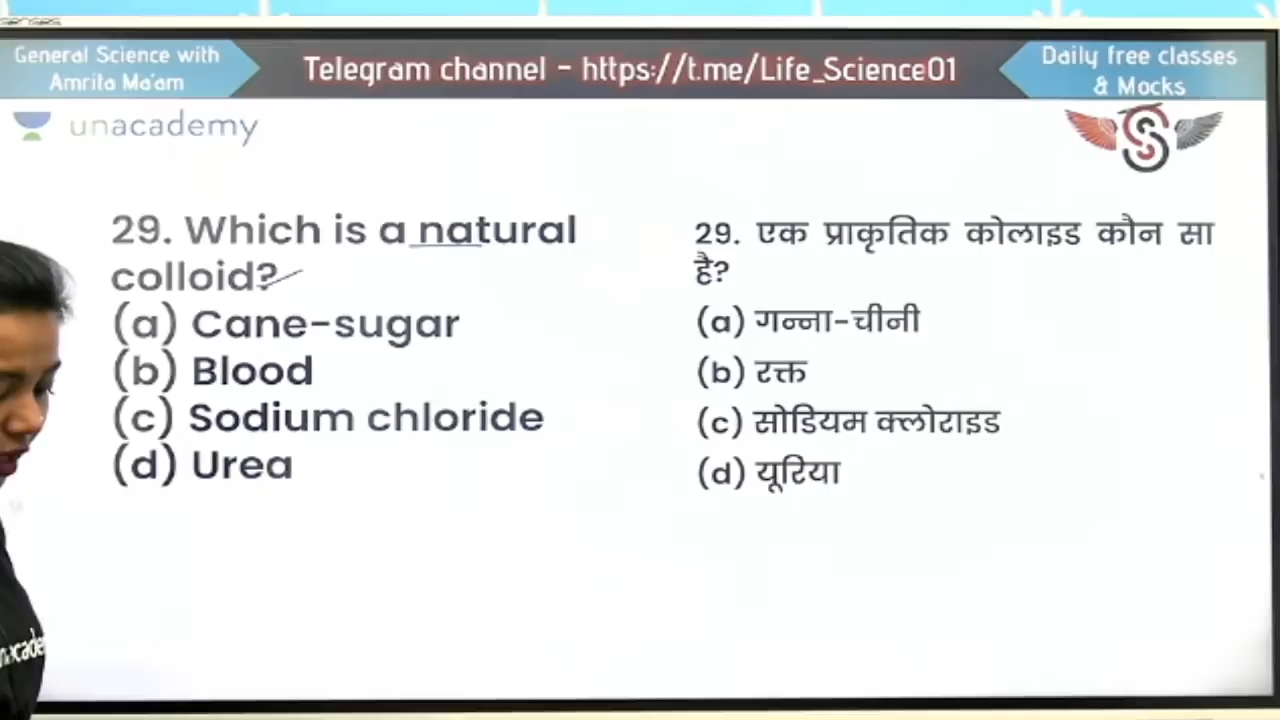 General Science with
Amrita Ma'am
Telegram channel - https://t.me/Life_Science01
Daily free classes
& Mocks
unacademy
29. Which is a natural
colloid?
(a) Cane-sugar
(b) Blood
(c) Sodium chloride
(d) Urea
29. एक प्राकृतिक कोलाइड कौन सा
है?
(a) गन्ना-चीनी
(b) रक्त
(c) सोडियम क्लोराइड
(d) यूरिया